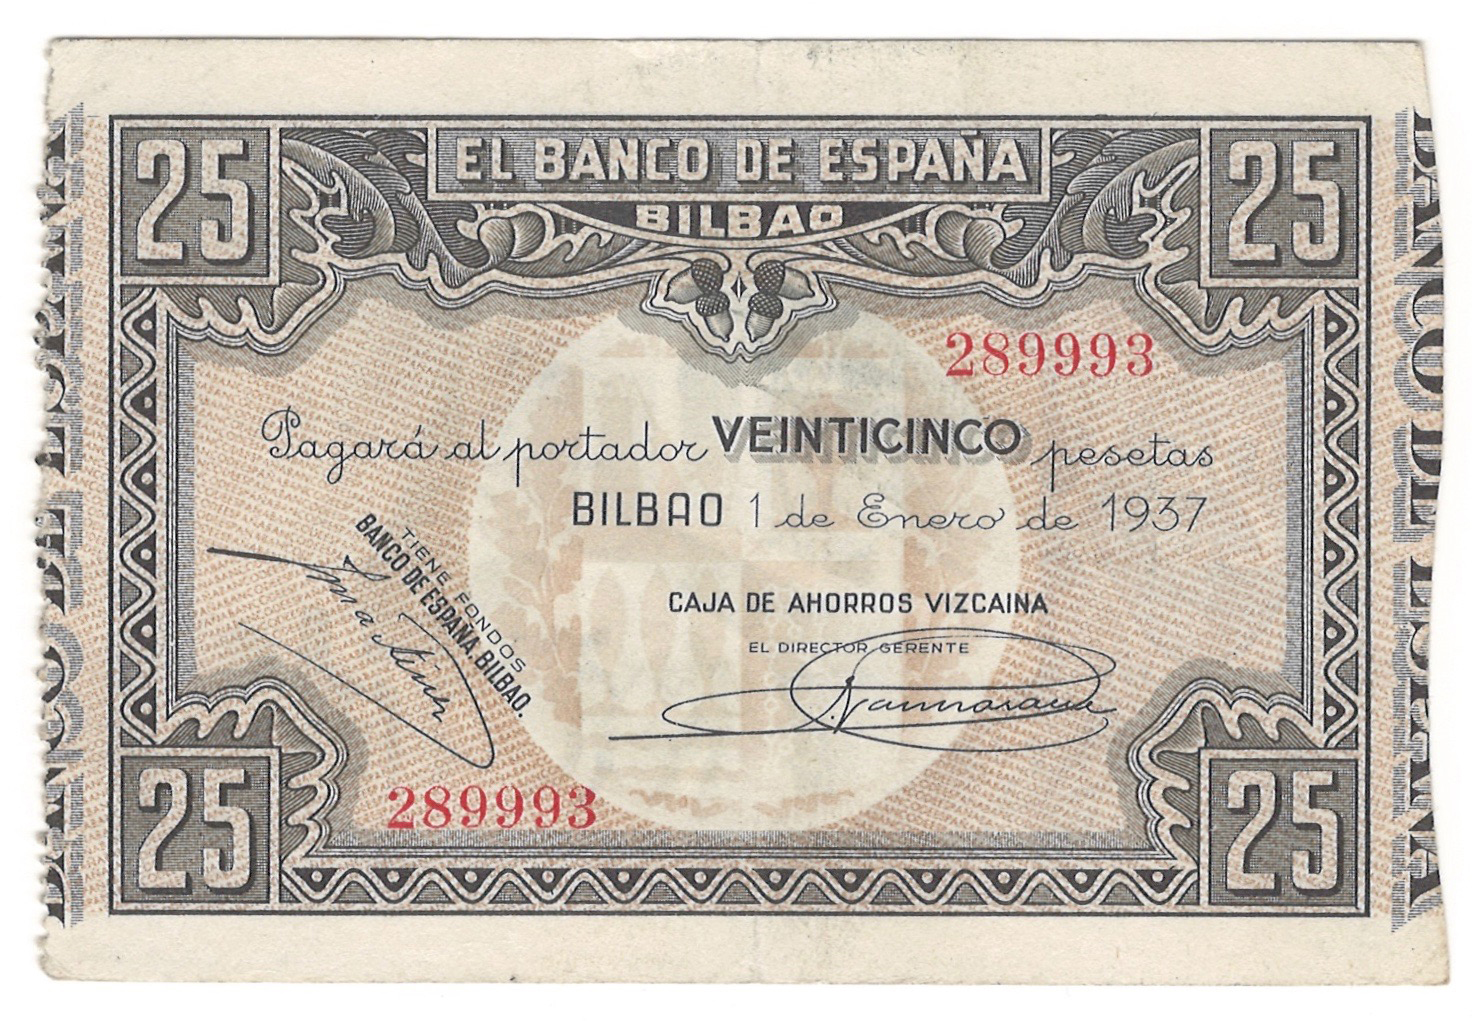 25 EL BANCO DE ESPAÑA 25
BILBAO
289993
Pagará al portador VEINTICINCO pesetas
BILBAO 1 de Enero de 1937
TIENE FONDOS
BANCO DE ESPAÑA. BILBAO.
CAJA DE AHORROS VIZCAINA
EL DIRECTOR GERENTE
289993
25 25
BANCO DE ESPAÑA
BANCO DE ESPAÑA